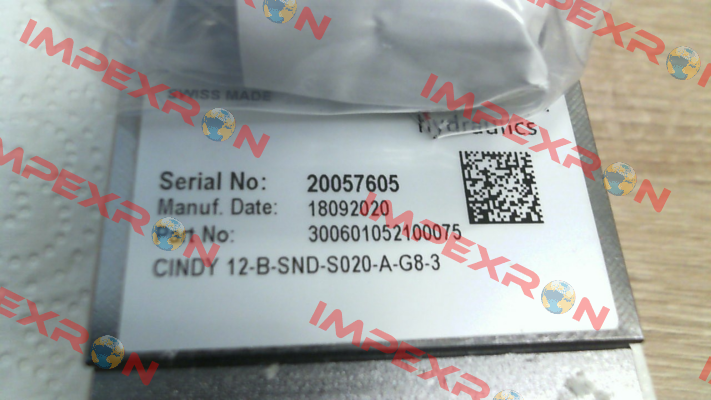 SWISS MADE
Hydraulics
Serial No: 20057605
Manuf. Date: 18092020
Part No: 300601052100075
CINDY 12-B-SND-S020-A-G8-3
IMPEXRON
IMPEXRON
IMPEXRON
IMPEXRON
IMPEXRON
IMPEXRON
IMPEXRON